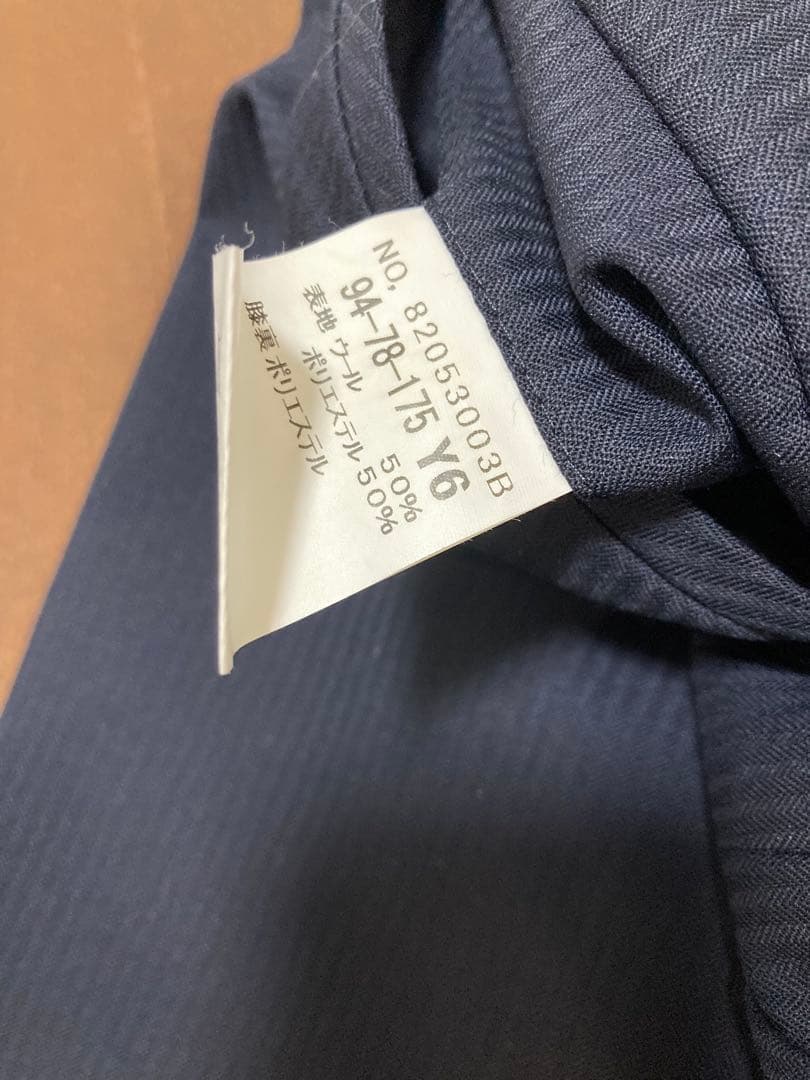 NO. 82053003B
94-78-175 Y6
表地 ウール 50%
ポリエステル 50%
膝裏 ポリエステル